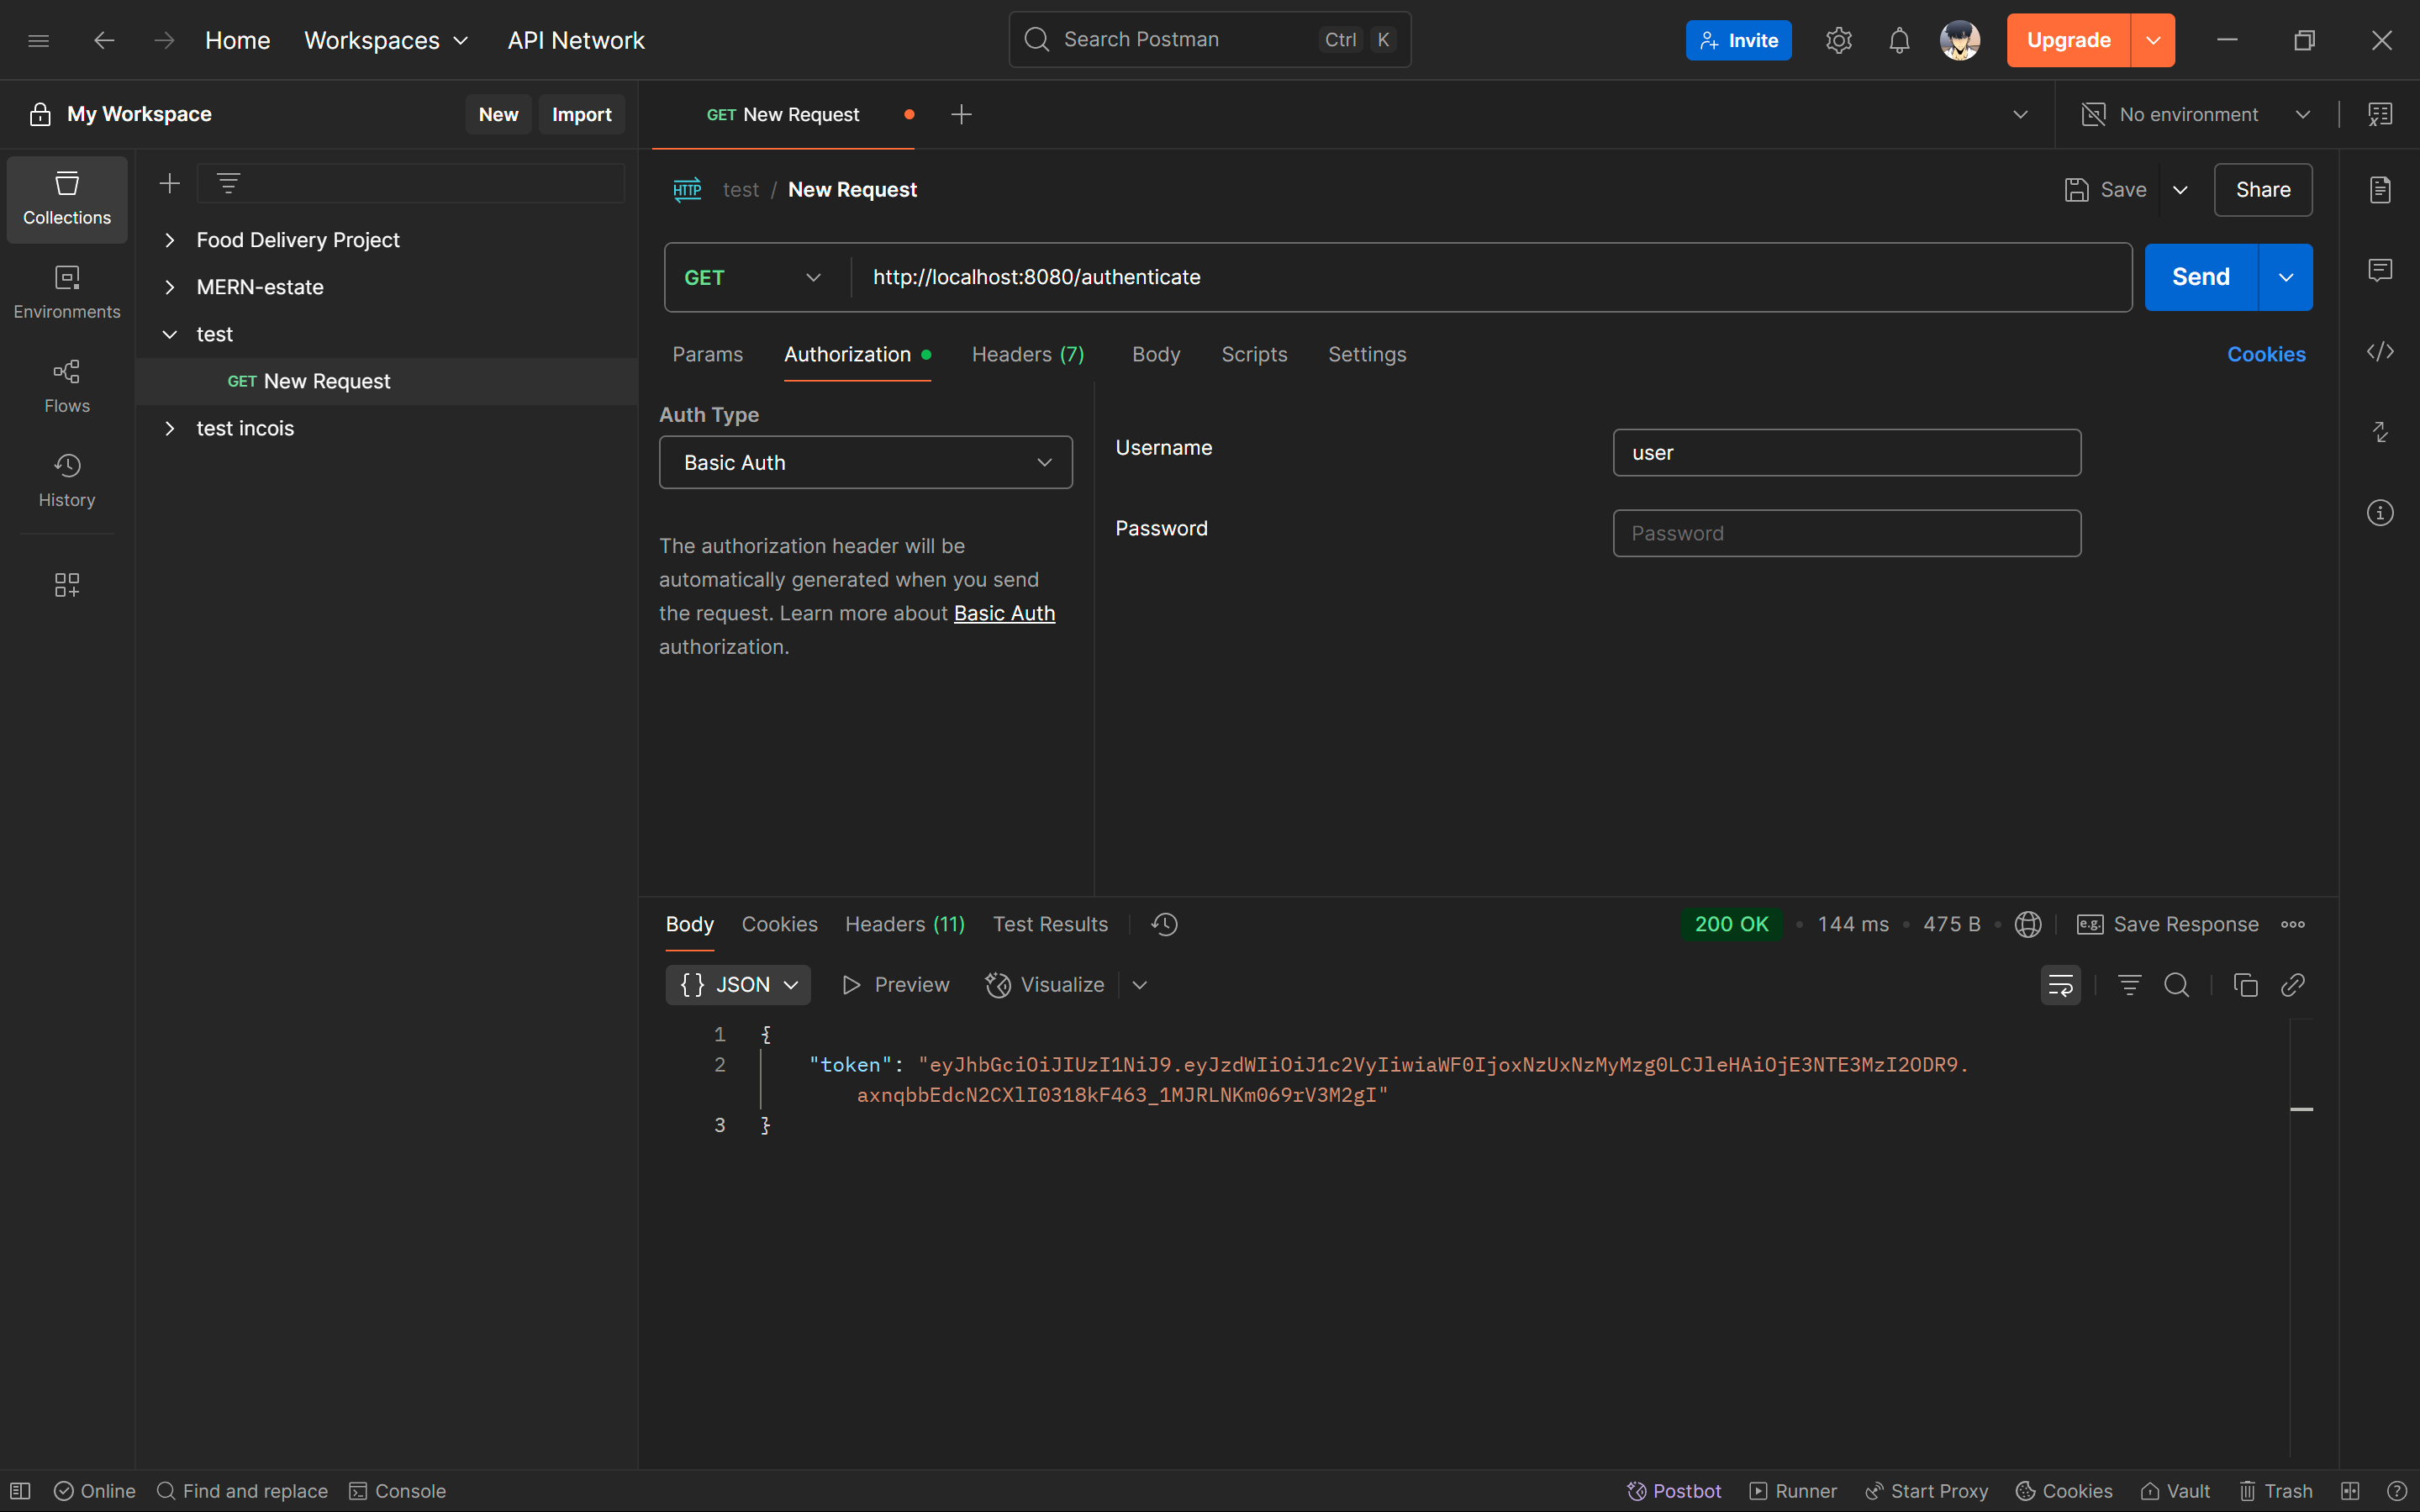 Home Workspaces API Network Search Postman Ctrl K Invite Upgrade
My Workspace New Import GET New Request No environment
Collections
Environments
Flows
History
Food Delivery Project
MERN-estate
test
GET New Request
test incois
HTTP test / New Request Save Share
GET http://localhost:8080/authenticate Send
Params Authorization Headers (7) Body Scripts Settings Cookies
Auth Type
Basic Auth
The authorization header will be
automatically generated when you send
the request. Learn more about Basic Auth
authorization.
Username user
Password Password
Body Cookies Headers (11) Test Results 200 OK • 144 ms • 475 B • e.g. Save Response
{} JSON Preview Visualize
1 {
2 "token": "eyJhbGciOiJIUzI1NiJ9.eyJzdWIiOiJ1c2VyIiwiaWF0IjoxNzUxNzMyMzg0LCJleHAiOjE3NTE3MzI2ODR9.
axnqbbEdcN2CXlI0318kF463_1MJRLNKm069rV3M2gI"
3 }
Online Find and replace Console Postbot Runner Start Proxy Cookies Vault Trash